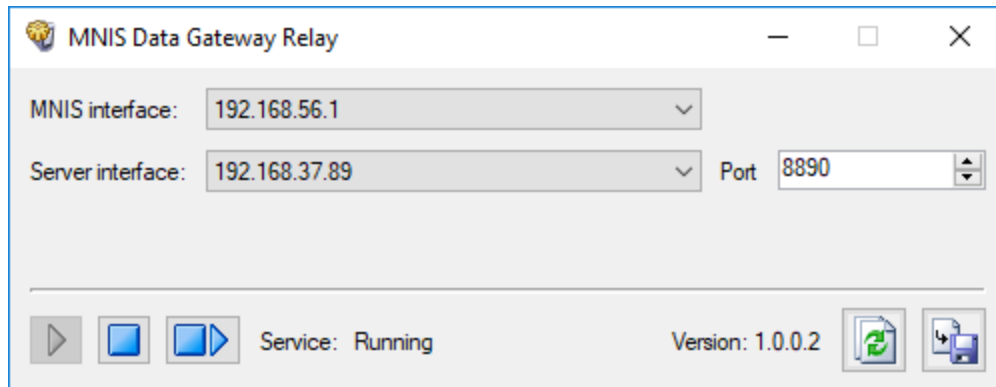 MNIS Data Gateway Relay
MNIS interface: 192.168.56.1
Server interface: 192.168.37.89 Port 8890
Service: Running Version: 1.0.0.2